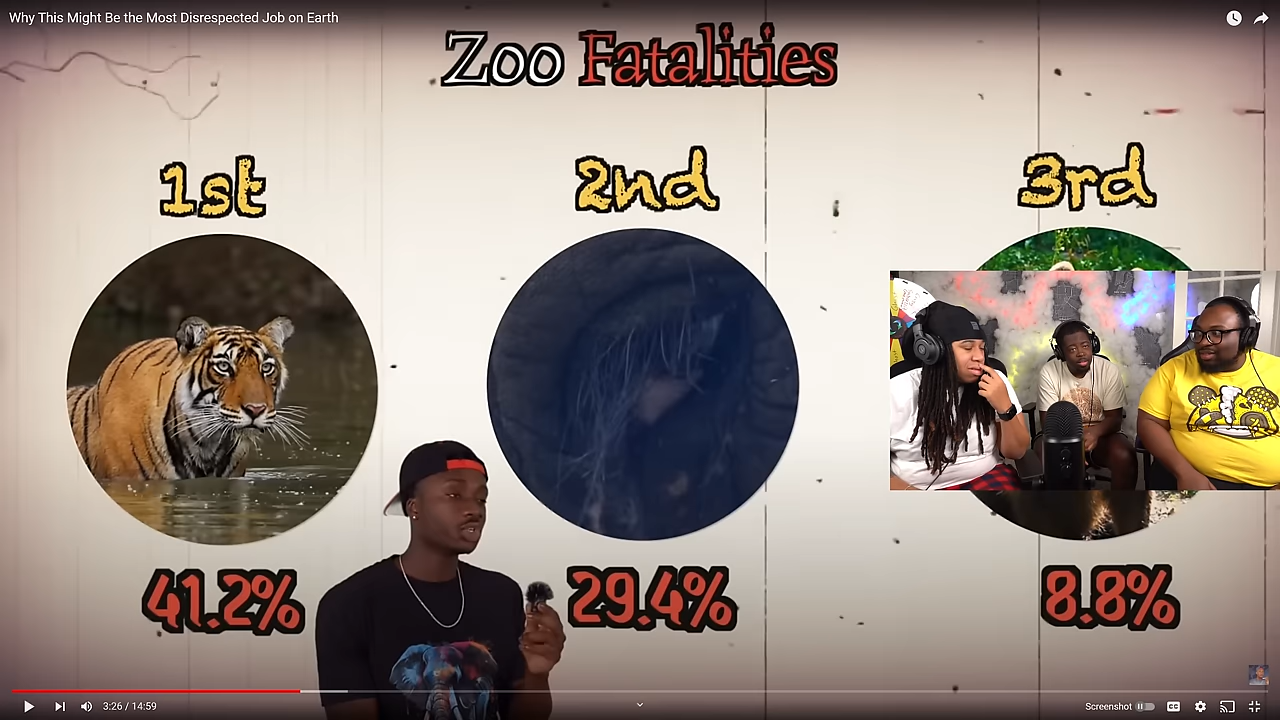 Why This Might Be the Most Disrespected Job on Earth
Zoo Fatalities
1st
2nd
3rd
41.2%
29.4%
8.8%
3:26 / 14:59
Screenshot
CC